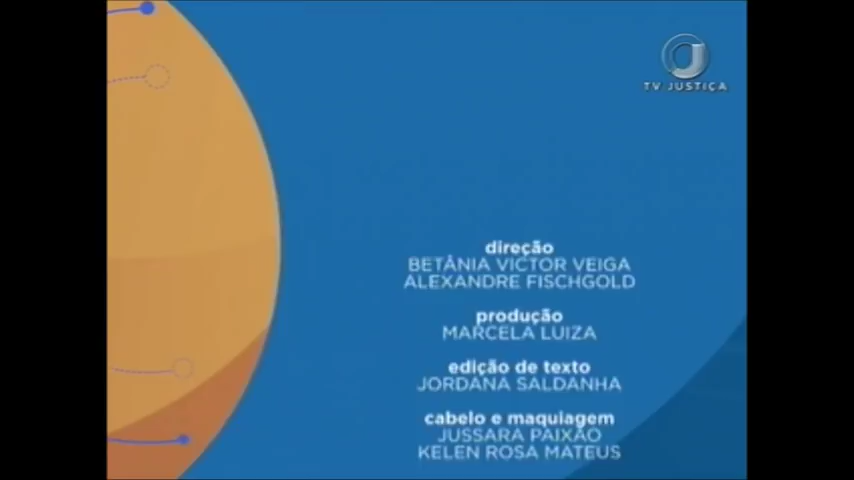 TV JUSTIÇA
direção
BETÂNIA VICTOR VEIGA
ALEXANDRE FISCHGOLD
produção
MARCELA LUIZA
edição de texto
JORDANA SALDANHA
cabelo e maquiagem
JUSSARA PAIXÃO
KELEN ROSA MATEUS